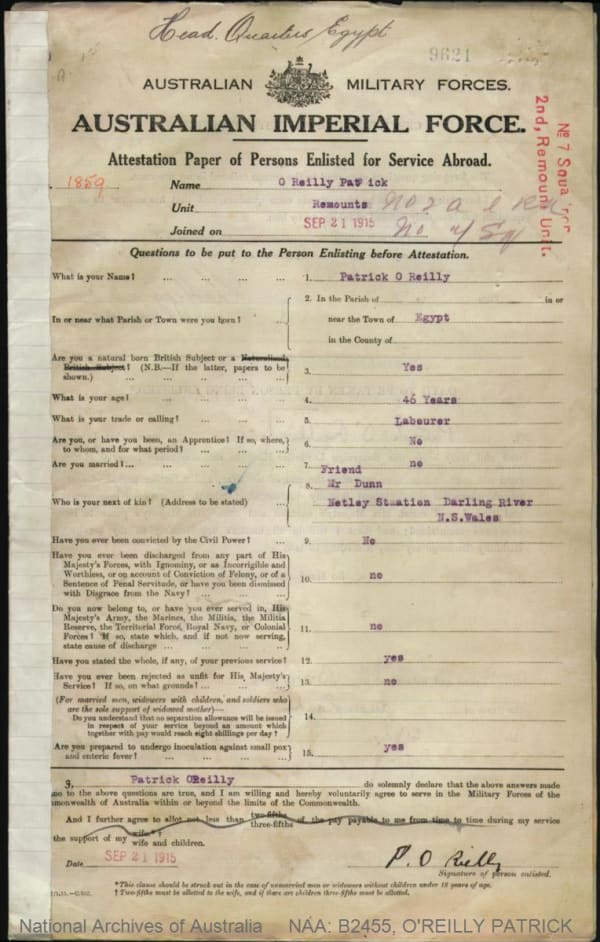 Head Quarters Egypt
9621
AUSTRALIAN MILITARY FORCES.
AUSTRALIAN IMPERIAL FORCE.
Attestation Paper of Persons Enlisted for Service Abroad.
No 7 Squa
2nd, Remount Unit.
1859
Name O Reilly Patrick
Unit Remounts
Joined on SEP 21 1915
Questions to be put to the Person Enlisting before Attestation.
What is your Name? ... ... ... ... 1. Patrick O Reilly
In or near what Parish or Town were you born? ...
2. In the Parish of in or
near the Town of Egypt
in the County of
Are you a natural born British Subject or a Naturalised
British Subject? (N.B.—If the latter, papers to be
shown.) ... ... ... ... 3. Yes
What is your age? ... ... ... ... 4. 46 Years
What is your trade or calling? ... ... ... 5. Labourer
Are you, or have you been, an Apprentice? If so, where,
to whom, and for what period? ... ... ... 6. No
Are you married?... ... ... ... ... 7. no
Who is your next of kin? (Address to be stated) ...
8. Friend
Mr Dunn
Netley Staation Darling River
N.S.Wales
Have you ever been convicted by the Civil Power? ... 9. No
Have you ever been discharged from any part of His
Majesty's Forces, with Ignominy, or as Incorrigible and
Worthless, or on account of Conviction of Felony, or of a
Sentence of Penal Servitude, or have you been dismissed
with Disgrace from the Navy? ... ... 10. no
Do you now belong to, or have you ever served in, His
Majesty's Army, the Marines, the Militia, the Militia
Reserve, the Territorial Force, Royal Navy, or Colonial
Forces? If so, state which, and if not now serving,
state cause of discharge ... ... ... 11. no
Have you stated the whole, if any, of your previous service? 12. yes
Have you ever been rejected as unfit for His Majesty's
Service? If so, on what grounds? ... ... ... 13. no
(For married men, widowers with children, and soldiers who
are the sole support of widowed mother)—
Do you understand that no separation allowance will be issued
in respect of your service beyond an amount which
together with pay would reach eight shillings per day? 14.
Are you prepared to undergo inoculation against small pox
and enteric fever? ... ... ... ... 15. yes
3, Patrick OReilly do solemnly declare that the above answers made
me to the above questions are true, and I am willing and hereby voluntarily agree to serve in the Military Forces of the
monwealth of Australia within or beyond the limits of the Commonwealth.
And I further agree to allot not less than two-fifths three-fifths of the pay payable to me from time to time during my service
the support of my wife*† wife and children.
Date SEP 21 1915
P. O Reilly
Signature of person enlisted.
*This clause should be struck out in the case of unmarried men or widowers without children under 18 years of age.
†Two-fifths must be allotted to the wife, and if there are children three-fifths must be allotted.
National Archives of Australia NAA: B2455, O'REILLY PATRICK